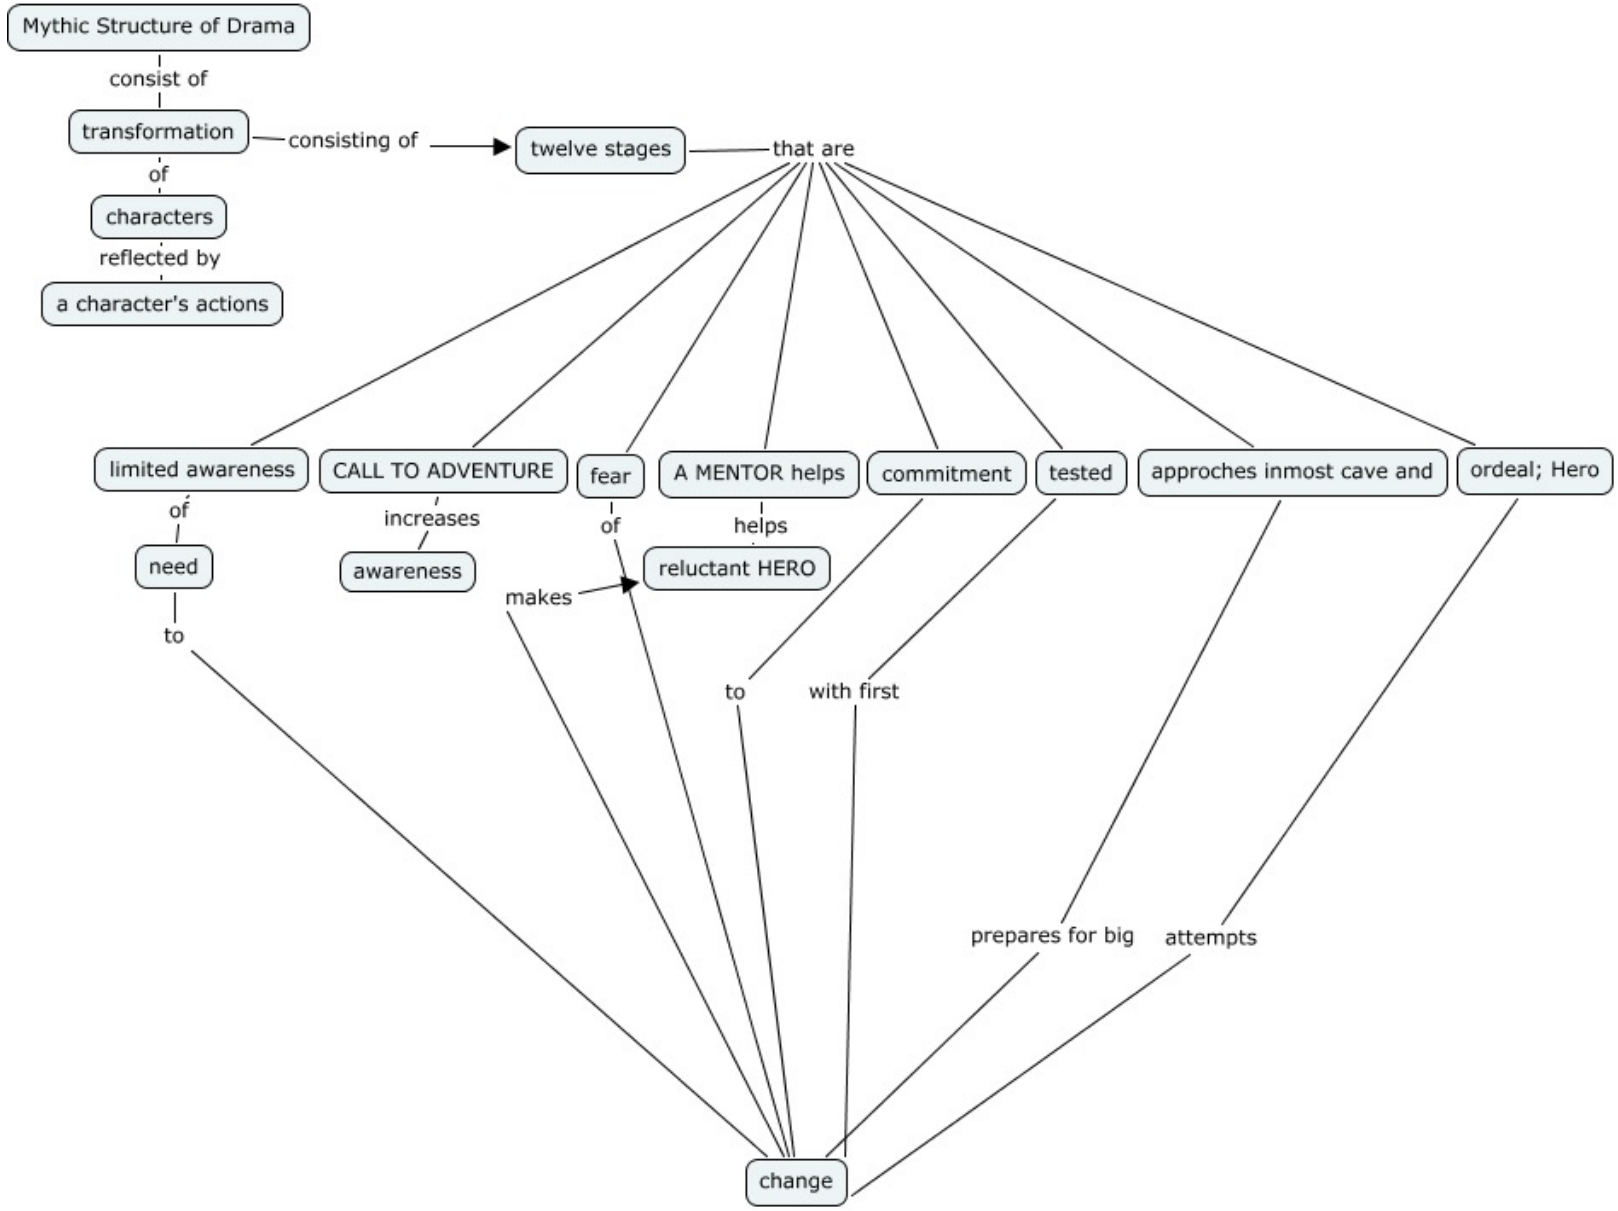 Mythic Structure of Drama
consist of
transformation
consisting of
twelve stages
that are
of
characters
reflected by
a character's actions
limited awareness
CALL TO ADVENTURE
fear
A MENTOR helps
commitment
tested
approches inmost cave and
ordeal; Hero
of
increases
of
helps
need
awareness
makes
reluctant HERO
to
to
with first
prepares for big
attempts
change